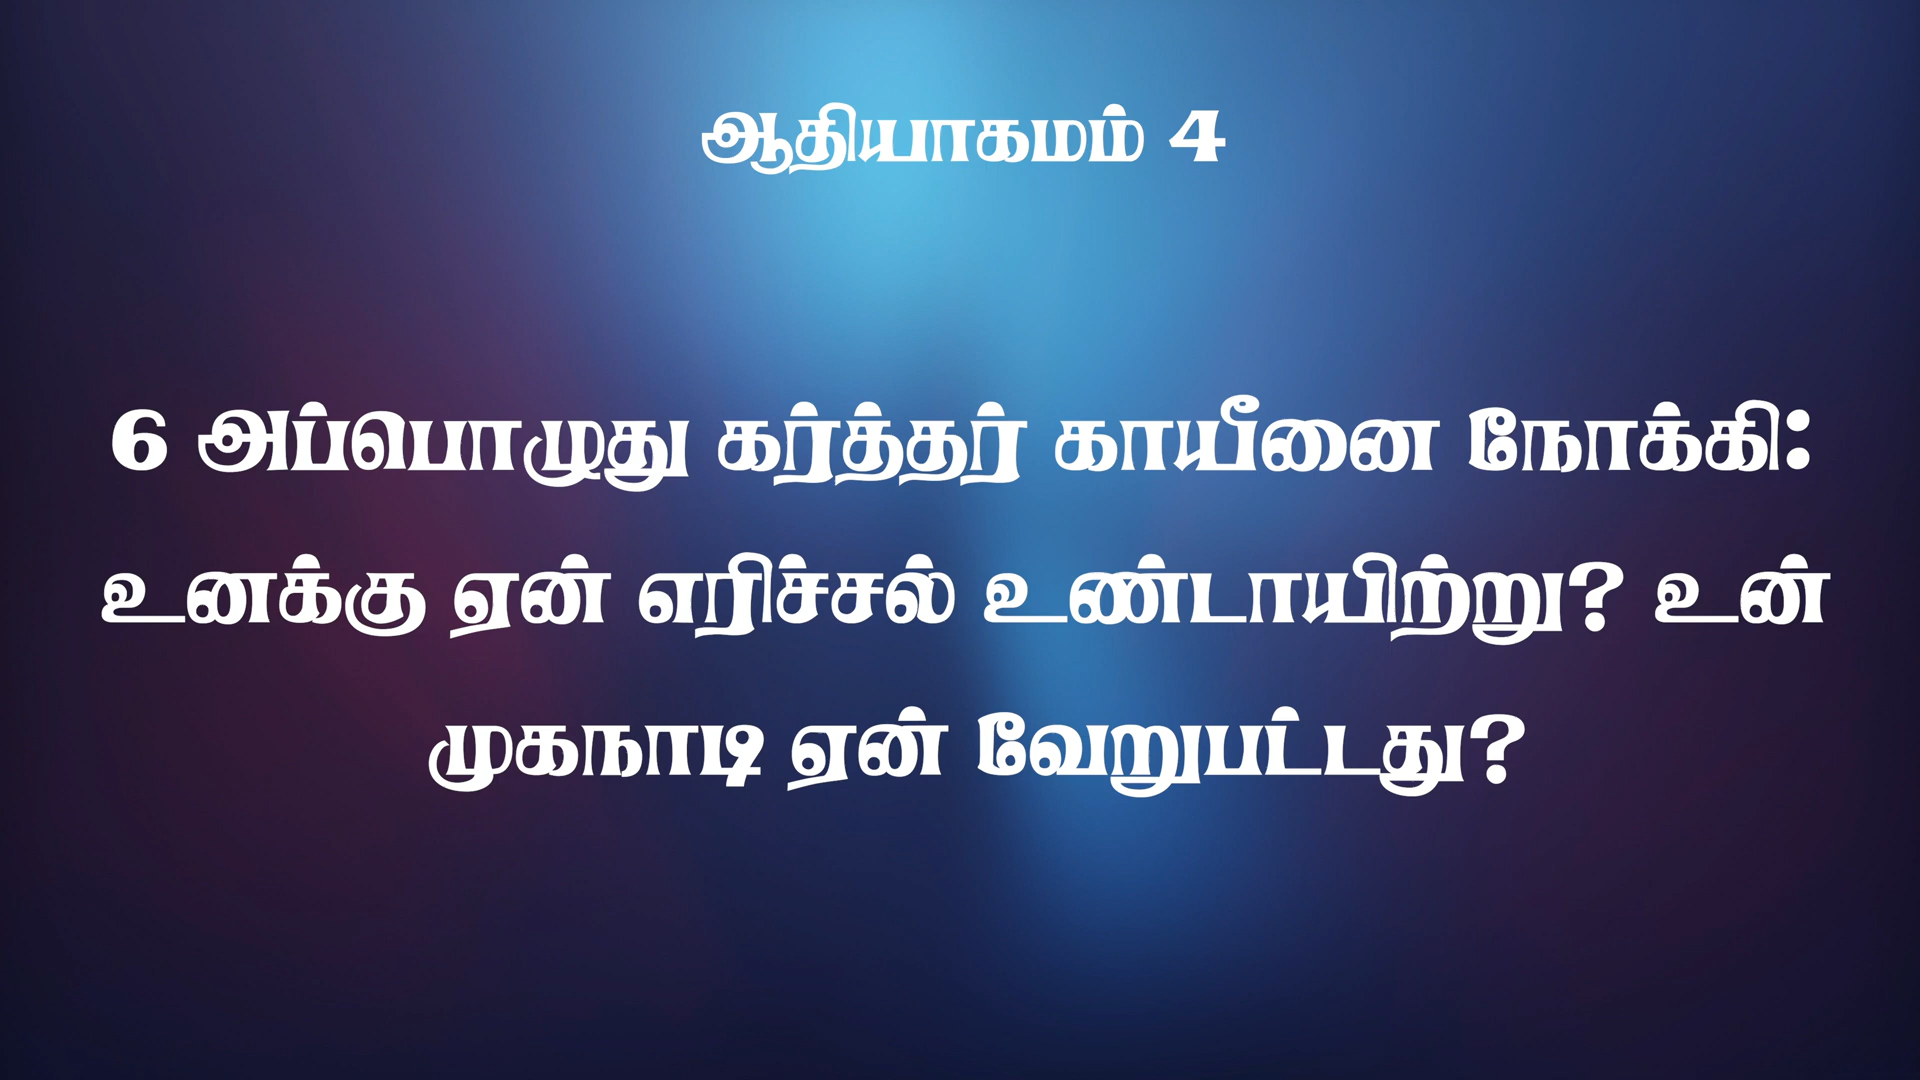 ஆதியாகமம் 4
6 அப்பொழுது கர்த்தர் காயீனை நோக்கி:
உனக்கு ஏன் எரிச்சல் உண்டாயிற்று? உன்
முகநாடி ஏன் வேறுபட்டது?